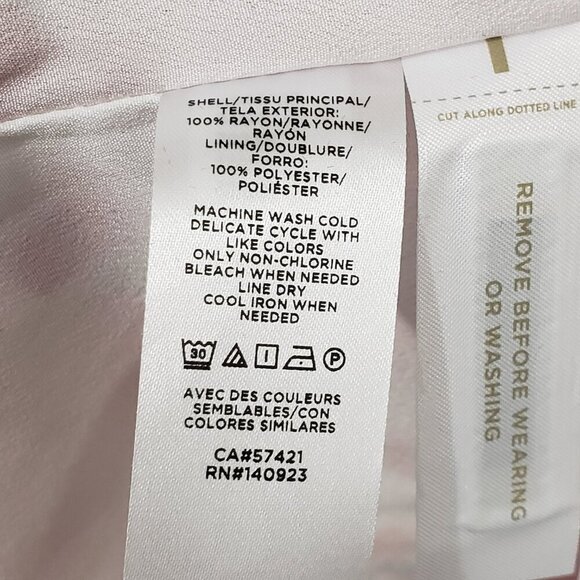 SHELL/TISSU PRINCIPAL/
TELA EXTERIOR:
100% RAYON/RAYONNE/
RAYÓN
LINING/DOUBLURE/
FORRO:
100% POLYESTER/
POLIÉSTER
MACHINE WASH COLD
DELICATE CYCLE WITH
LIKE COLORS
ONLY NON-CHLORINE
BLEACH WHEN NEEDED
LINE DRY
COOL IRON WHEN
NEEDED
30 P
AVEC DES COULEURS
SEMBLABLES/CON
COLORES SIMILARES
CA#57421
RN#140923
CUT ALONG DOTTED LINE
REMOVE BEFORE WEARING
OR WASHING